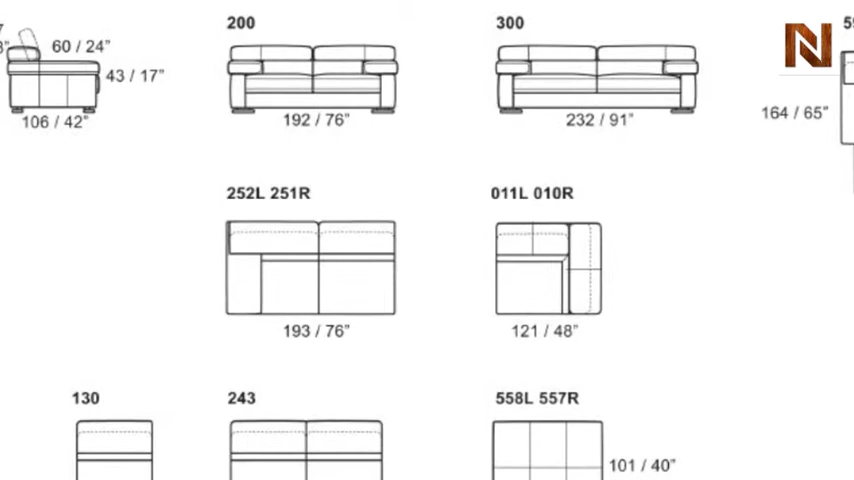 200
300
60 / 24”
43 / 17”
106 / 42”
192 / 76”
232 / 91”
164 / 65”
252L 251R
011L 010R
193 / 76”
121 / 48”
130
243
558L 557R
101 / 40”
N